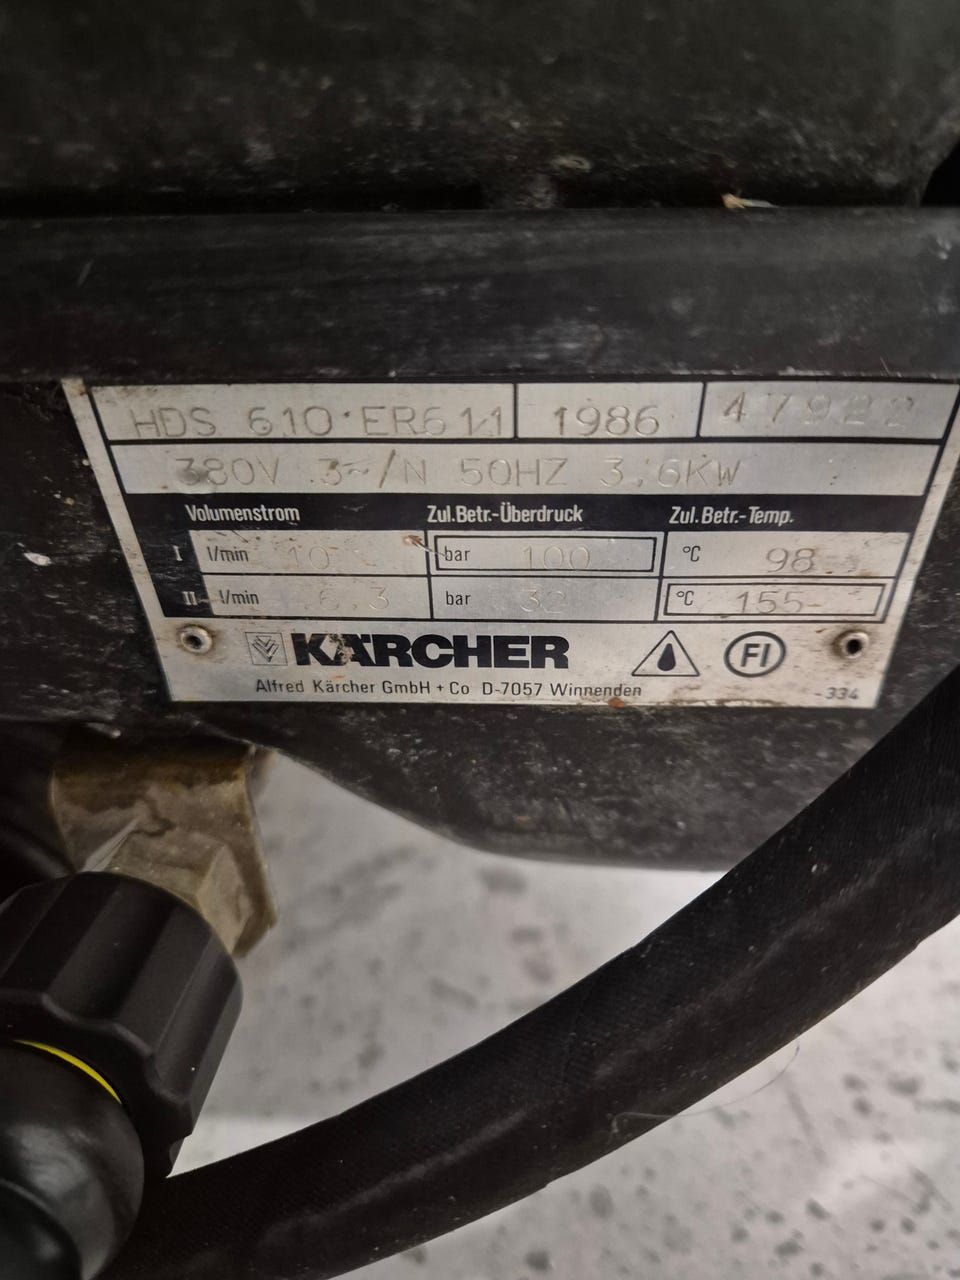 HDS 610 ER611 1986 47922
380V 3~/N 50HZ 3,6KW
Volumenstrom Zul.Betr.-Überdruck Zul.Betr.-Temp.
I l/min 10 bar 100 °C 98
II l/min 6,3 bar 32 °C 155
KÄRCHER FI
Alfred Kärcher GmbH + Co D-7057 Winnenden -334